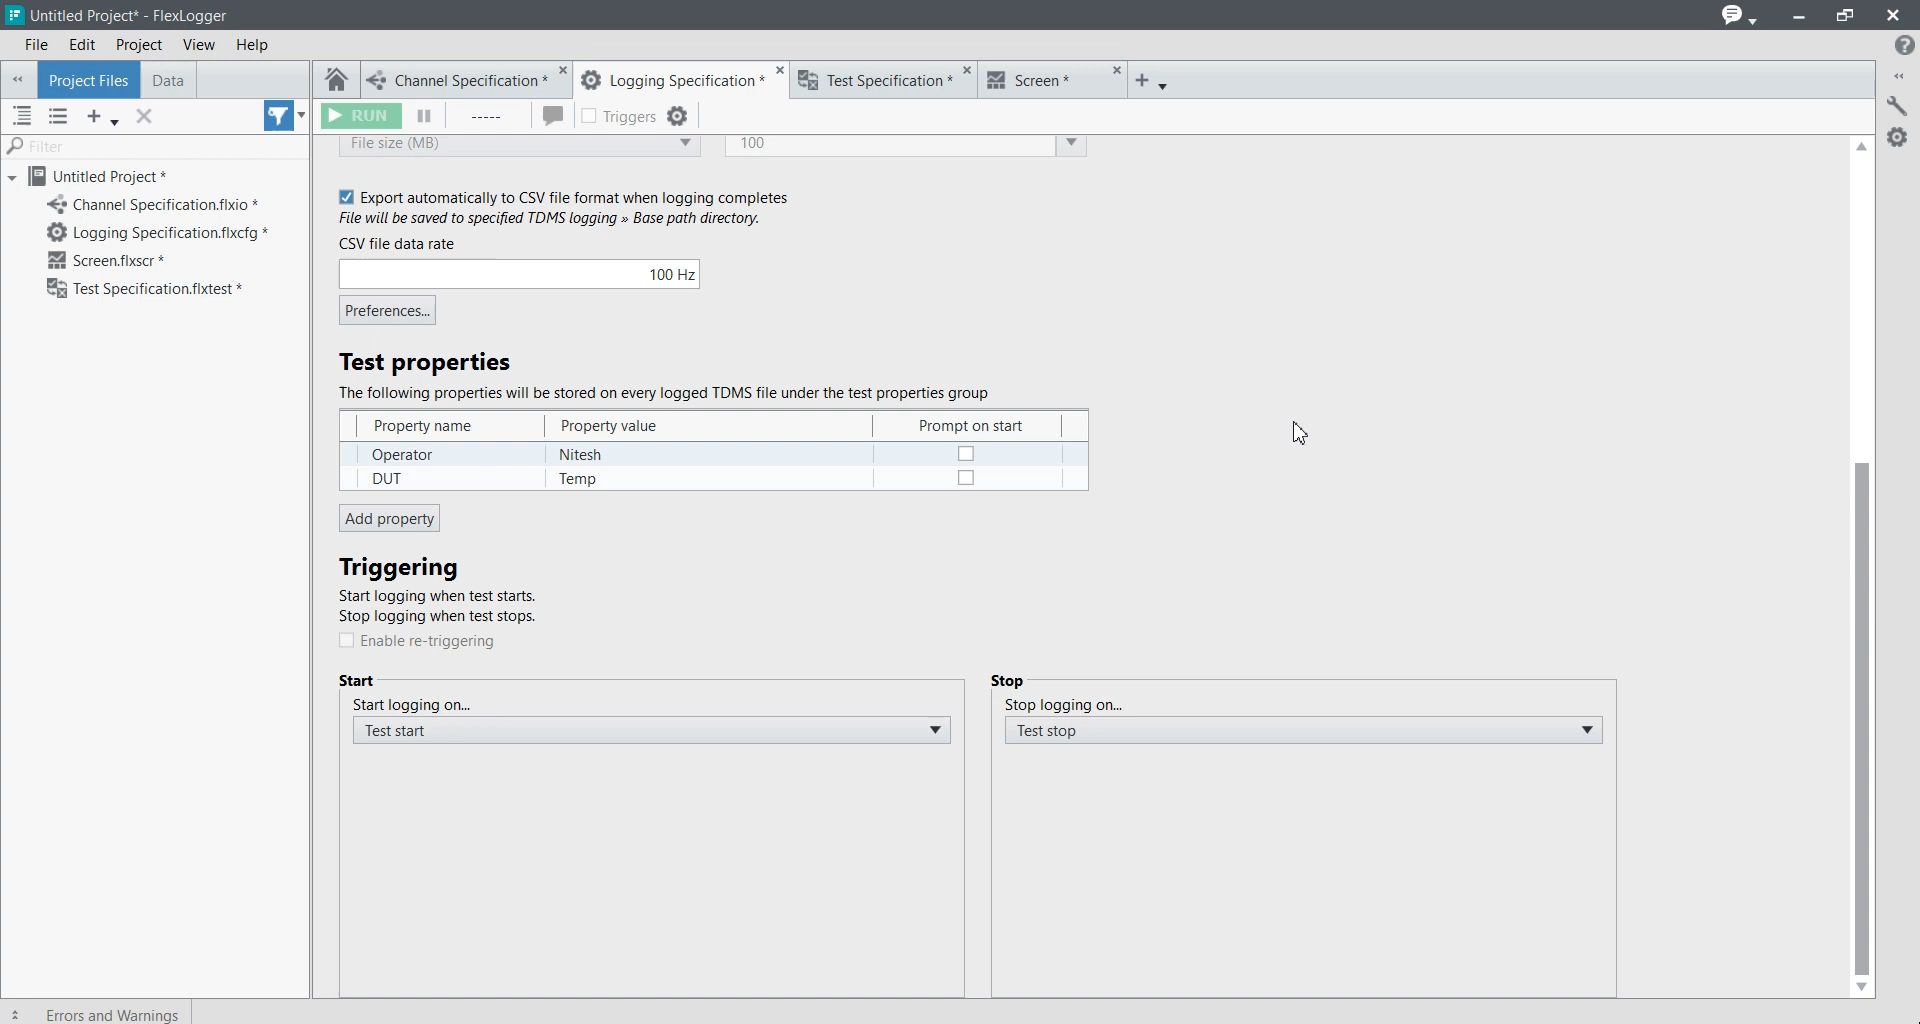 Untitled Project* - FlexLogger
File Edit Project View Help
Project Files Data
Channel Specification * Logging Specification * Test Specification * Screen *
RUN ----- Triggers
Filter
Untitled Project *
Channel Specification.flxio *
Logging Specification.flxcfg *
Screen.flxscr *
Test Specification.flxtest *
File size (MB) 100
Export automatically to CSV file format when logging completes
File will be saved to specified TDMS logging » Base path directory.
CSV file data rate
100 Hz
Preferences...
Test properties
The following properties will be stored on every logged TDMS file under the test properties group
Property name Property value Prompt on start
Operator Nitesh
DUT Temp
Add property
Triggering
Start logging when test starts.
Stop logging when test stops.
Enable re-triggering
Start
Start logging on...
Test start
Stop
Stop logging on...
Test stop
Errors and Warnings